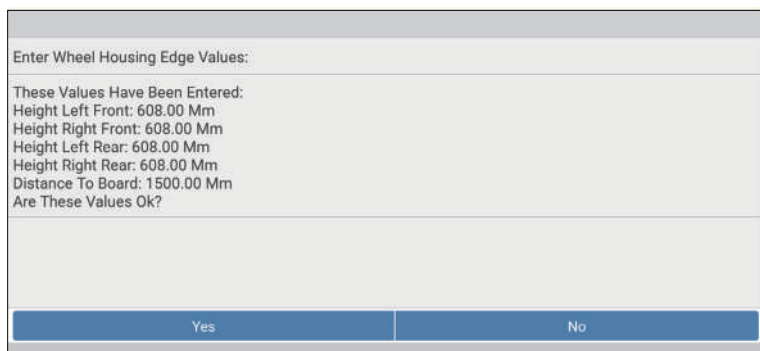 Enter Wheel Housing Edge Values:
These Values Have Been Entered:
Height Left Front: 608.00 Mm
Height Right Front: 608.00 Mm
Height Left Rear: 608.00 Mm
Height Right Rear: 608.00 Mm
Distance To Board: 1500.00 Mm
Are These Values Ok?
Yes
No